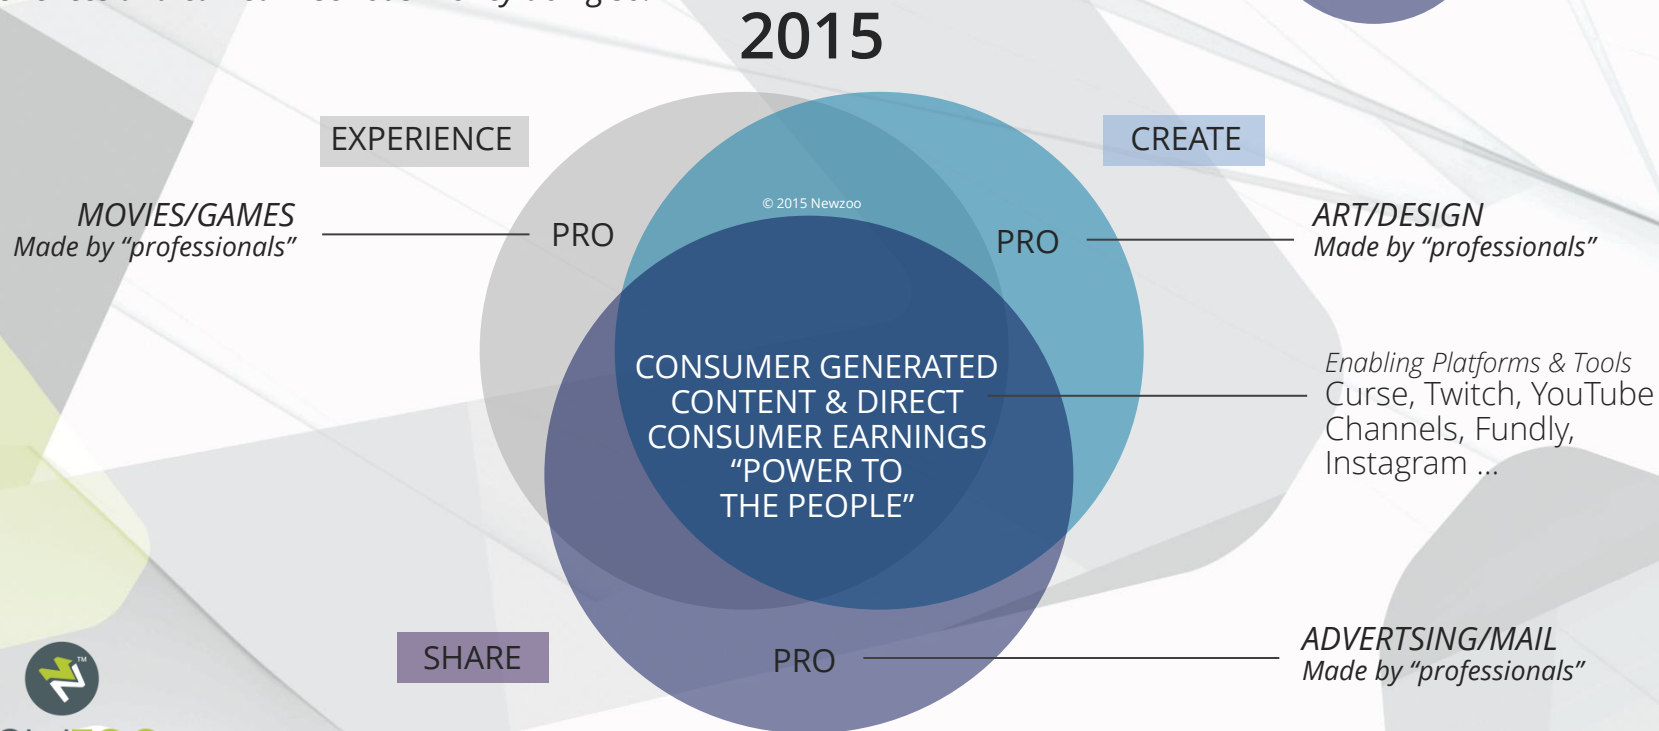 2015
EXPERIENCE
CREATE
MOVIES/GAMES
Made by “professionals”
© 2015 Newzoo
PRO
PRO
ART/DESIGN
Made by “professionals”
CONSUMER GENERATED
CONTENT & DIRECT
CONSUMER EARNINGS
“POWER TO
THE PEOPLE”
Enabling Platforms & Tools
Curse, Twitch, YouTube
Channels, Fundly,
Instagram ...
SHARE
PRO
ADVERTSING/MAIL
Made by “professionals”
TM